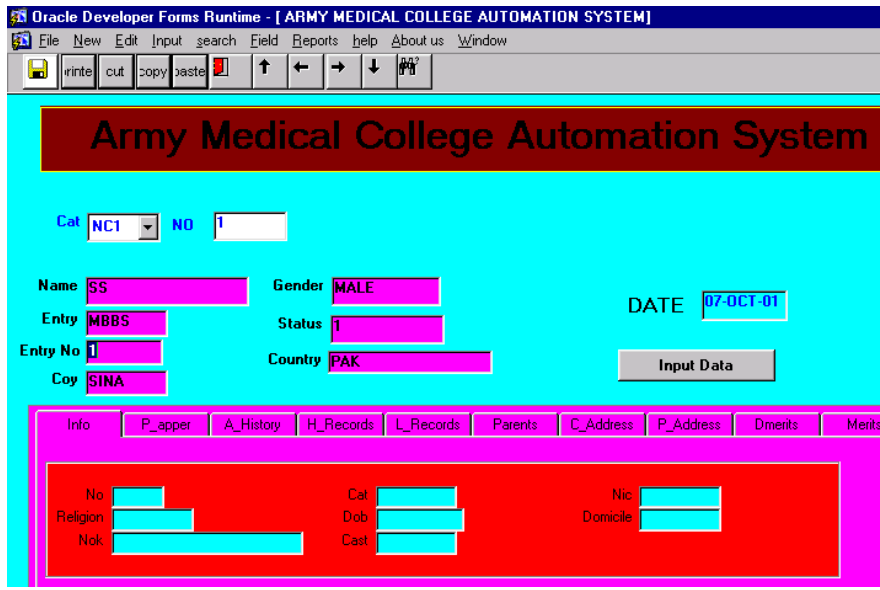 Oracle Developer Forms Runtime - [ ARMY MEDICAL COLLEGE AUTOMATION SYSTEM]
File New Edit Input search Field Reports help About us Window
rinte cut copy paste
Army Medical College Automation System
Cat NC1 NO 1
Name SS Gender MALE
DATE 07-OCT-01
Entry MBBS Status 1
Entry No 1 Country PAK
Input Data
Coy SINA
Info P_apper A_History H_Records L_Records Parents C_Address P_Address Dmerits Merits
No Cat Nic
Religion Dob Domicile
Nok Cast